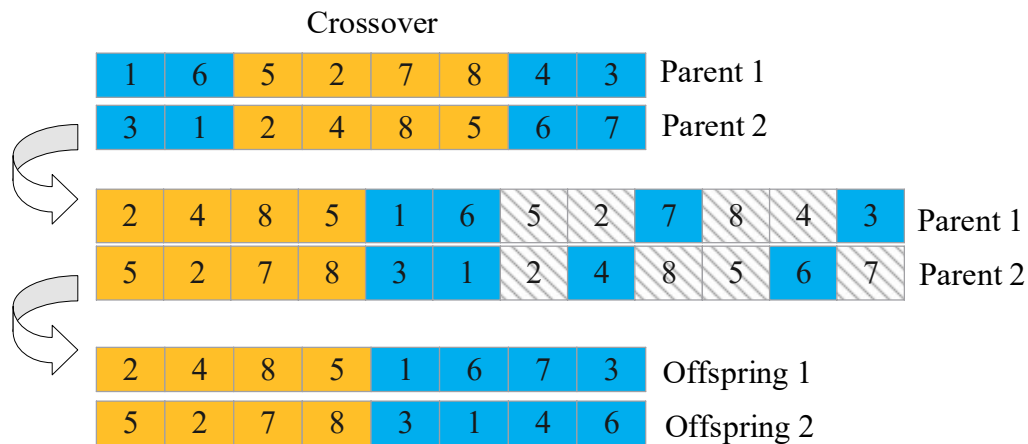 Crossover
1 6 5 2 7 8 4 3 Parent 1
3 1 2 4 8 5 6 7 Parent 2
2 4 8 5 1 6 5 2 7 8 4 3 Parent 1
5 2 7 8 3 1 2 4 8 5 6 7 Parent 2
2 4 8 5 1 6 7 3 Offspring 1
5 2 7 8 3 1 4 6 Offspring 2